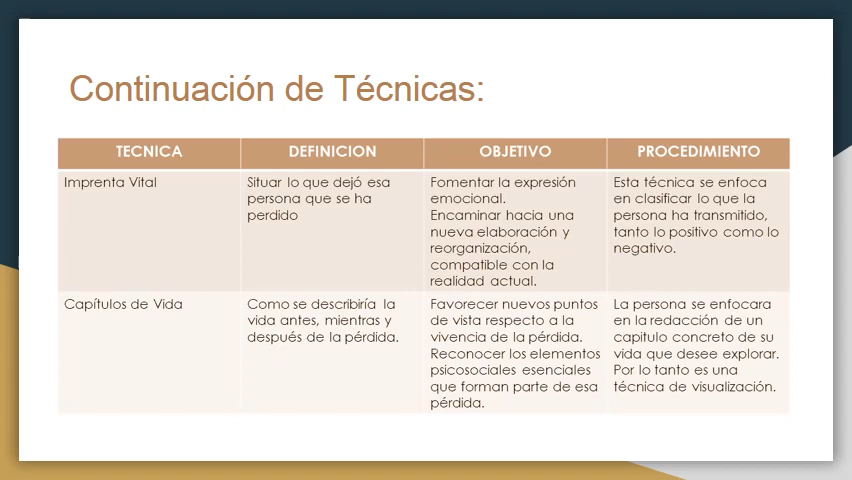 Continuación de Técnicas:
TECNICA
DEFINICION
OBJETIVO
PROCEDIMIENTO
Imprenta Vital
Situar lo que dejó esa
persona que se ha
perdido
Fomentar la expresión
emocional.
Encaminar hacia una
nueva elaboración y
reorganización,
compatible con la
realidad actual.
Esta técnica se enfoca
en clasificar lo que la
persona ha transmitido,
tanto lo positivo como lo
negativo.
Capítulos de Vida
Como se describiría la
vida antes, mientras y
después de la pérdida.
Favorecer nuevos puntos
de vista respecto a la
vivencia de la pérdida.
Reconocer los elementos
psicosociales esenciales
que forman parte de esa
pérdida.
La persona se enfocara
en la redacción de un
capitulo concreto de su
vida que desee explorar.
Por lo tanto es una
técnica de visualización.